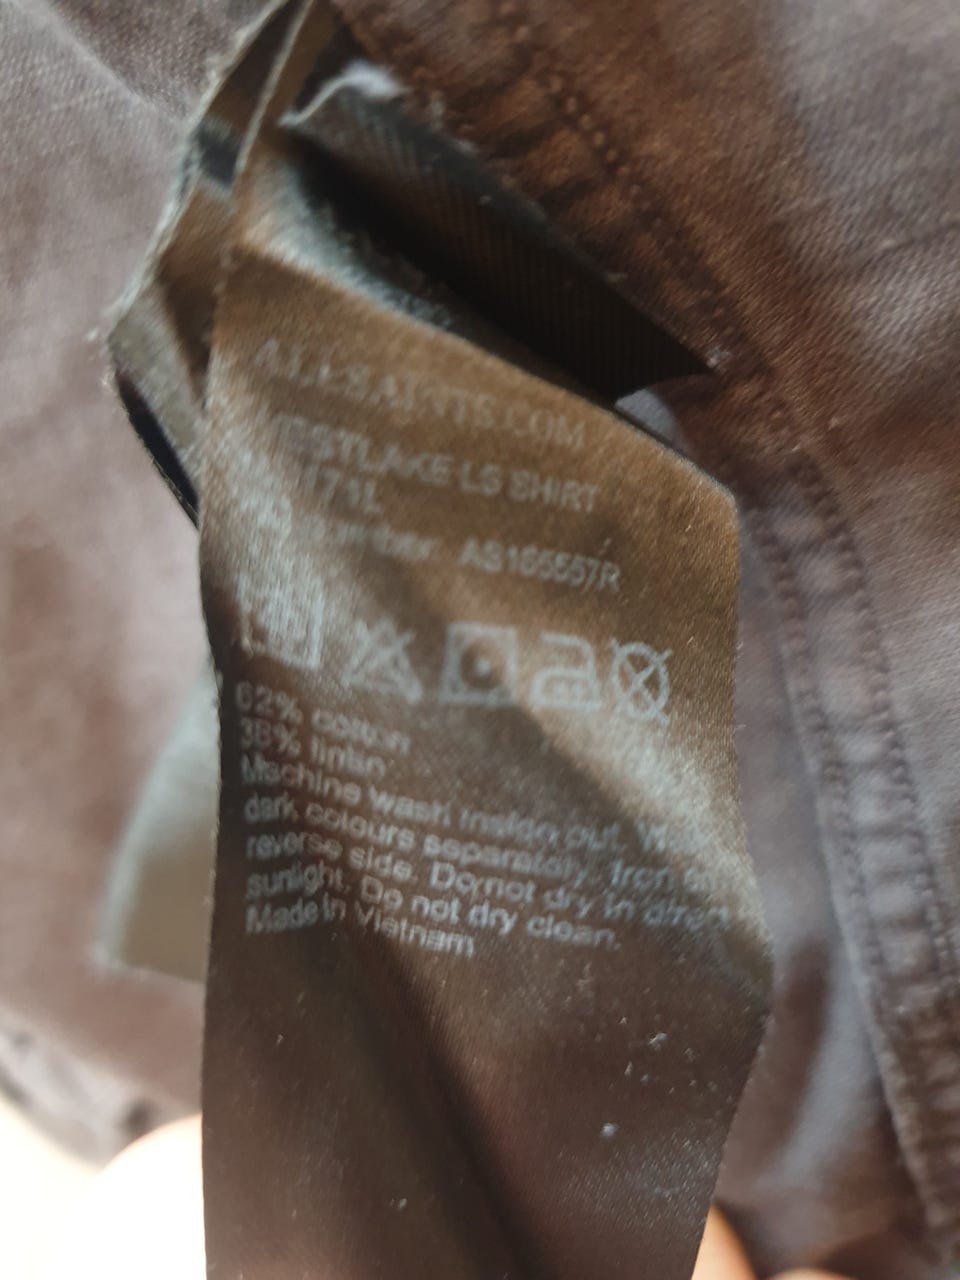 ALLSAINTS.COM
WESTLAKE LS SHIRT
AS165557R
62% cotton
38% linen
Machine wash inside out.
dark colours separately. Iron on
reverse side. Do not dry in direct
sunlight. Do not dry clean.
Made in Vietnam